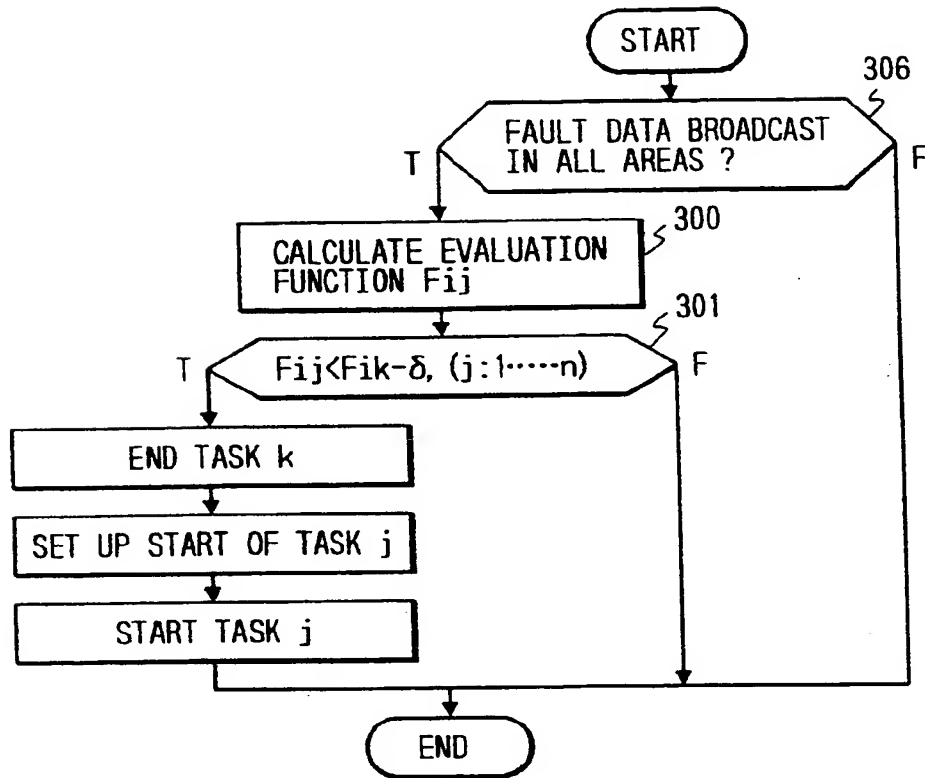 START
306
FAULT DATA BROADCAST
IN ALL AREAS ?
T
F
300
CALCULATE EVALUATION
FUNCTION Fij
301
T
Fij<Fik-δ, (j:1·····n)
F
END TASK k
SET UP START OF TASK j
START TASK j
END